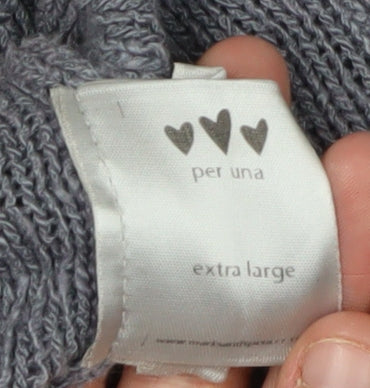 per una
extra large